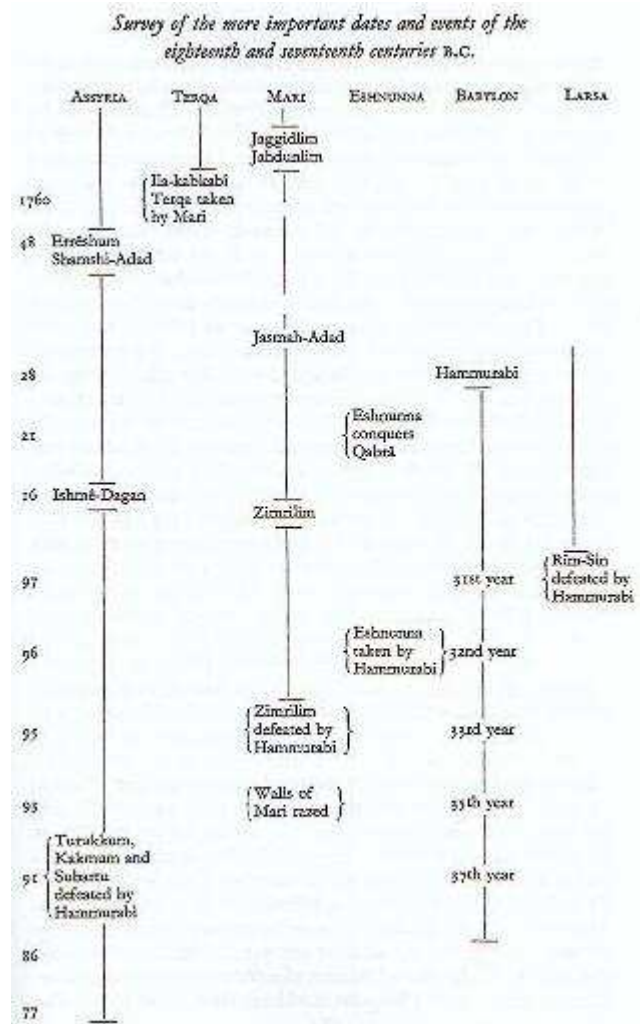 Survey of the more important dates and events of the
eighteenth and seventeenth centuries B.C.
ASSYRIA TERQA MARI ESHNUNNA BABYLON LARSA
Jaggidlim
Jahdunlim
Ila-kabkabi
Terqa taken
by Mari
1760
48 Errêshum
Shamshi-Adad
Jasmah-Adad
28 Hammurabi
Eshnunna
conquers
Qabrā
21
16 Ishmê-Dagan
Zimrilim
Rim-Sin
defeated by
Hammurabi
97 31st year
Eshnunna
taken by
Hammurabi
96 32nd year
Zimrilim
defeated by
Hammurabi
95 33rd year
Walls of
Mari razed
93 35th year
Turukkum,
Kakmum and
Subartu
defeated by
Hammurabi
91 37th year
86
77